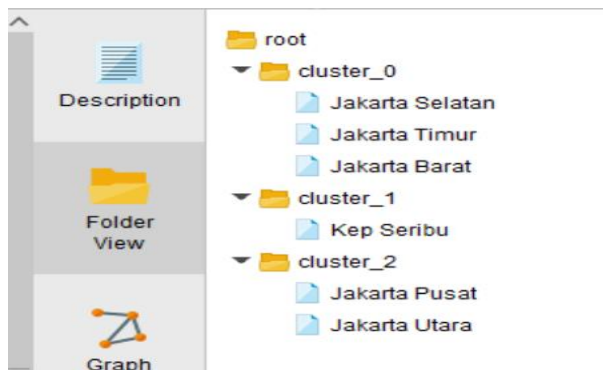 Description
Folder
View
Graph
root
cluster_0
Jakarta Selatan
Jakarta Timur
Jakarta Barat
cluster_1
Kep Seribu
cluster_2
Jakarta Pusat
Jakarta Utara